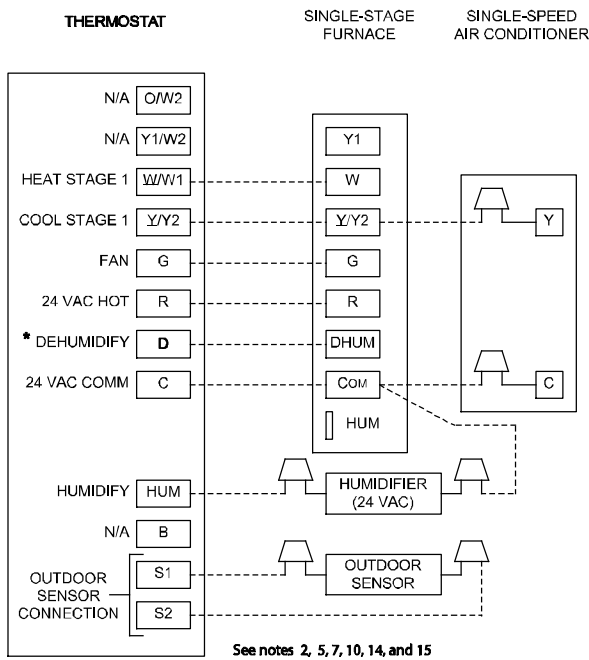 THERMOSTAT
SINGLE-STAGE
FURNACE
SINGLE-SPEED
AIR CONDITIONER
N/A O/W2
N/A Y1/W2 Y1
HEAT STAGE 1 W/W1 W
COOL STAGE 1 Y/Y2 Y/Y2 Y
FAN G G
24 VAC HOT R R
* DEHUMIDIFY D DHUM
24 VAC COMM C COM C
HUM
HUMIDIFY HUM HUMIDIFIER
(24 VAC)
N/A B
OUTDOOR
SENSOR
CONNECTION
S1
S2
OUTDOOR
SENSOR
See notes 2, 5, 7, 10, 14, and 15